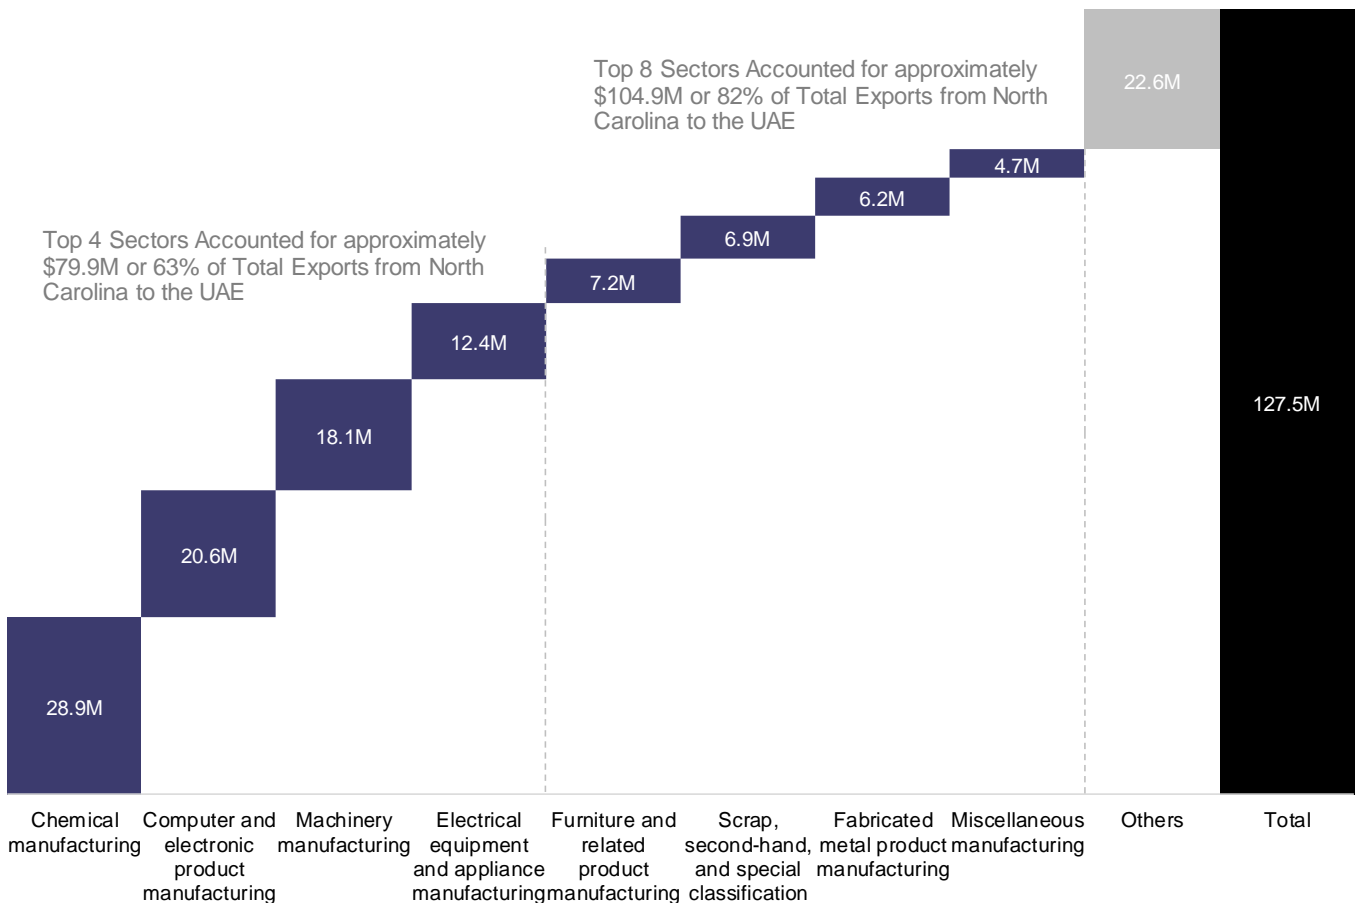 Top 8 Sectors Accounted for approximately
$104.9M or 82% of Total Exports from North
Carolina to the UAE
22.6M
4.7M
6.2M
Top 4 Sectors Accounted for approximately
$79.9M or 63% of Total Exports from North
Carolina to the UAE
6.9M
7.2M
12.4M
127.5M
18.1M
20.6M
28.9M
Chemical
manufacturing
Computer and
electronic
product
manufacturing
Machinery
manufacturing
Electrical
equipment
and appliance
manufacturing
Furniture and
related
product
manufacturing
Scrap,
second-hand,
and special
classification
Fabricated
metal product
manufacturing
Miscellaneous
manufacturing
Others
Total